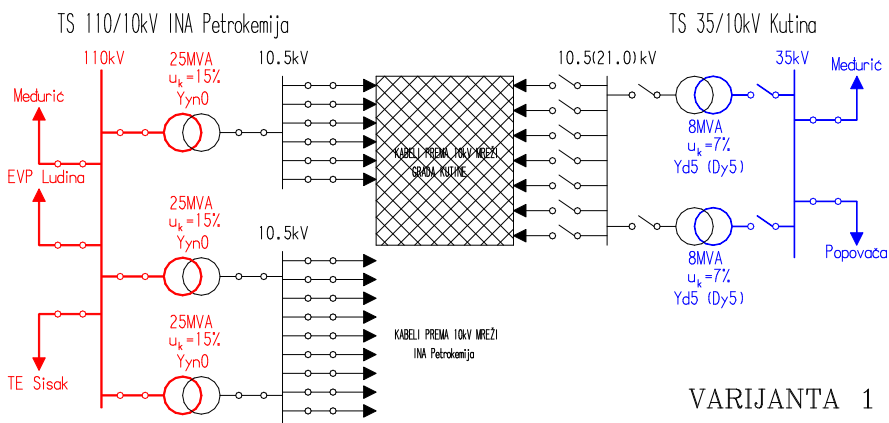 TS 110/10kV INA Petrokemija
TS 35/10kV Kutina
110kV
25MVA
uk=15%
Yyn0
10.5kV
10.5(21.0)kV
35kV
Međurić
Međurić
8MVA
uk=7%
Yd5 (Dy5)
KABELI PREMA 10kV MREŽI
GRADA KUTINE
EVP Ludina
25MVA
uk=15%
Yyn0
10.5kV
8MVA
uk=7%
Yd5 (Dy5)
Popovača
25MVA
uk=15%
Yyn0
KABELI PREMA 10kV MREŽI
INA Petrokemija
TE Sisak
VARIJANTA 1